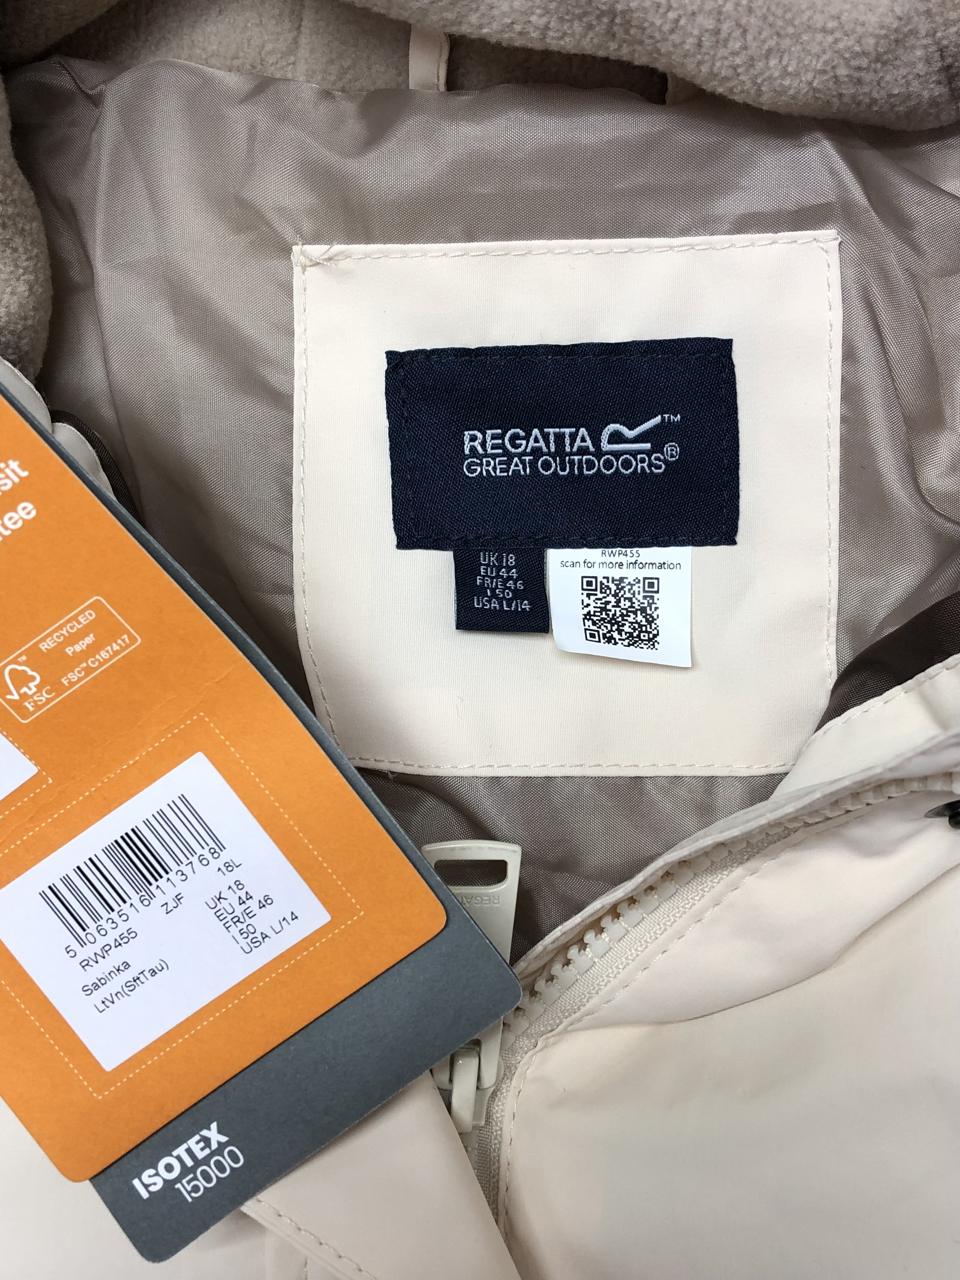 REGATTA R™
GREAT OUTDOORS®
UK 18
EU 44
FR/E 46
I 50
USA L/14
RWP455
scan for more information
RECYCLED
Paper
FSC™ C167417
FSC
5 063516 113768
RWP455 ZJF 18L
Sabinka
LtVn(SftTau)
UK 18
EU 44
FR/E 46
I 50
USA L/14
ISOTEX
15000
REGATTA